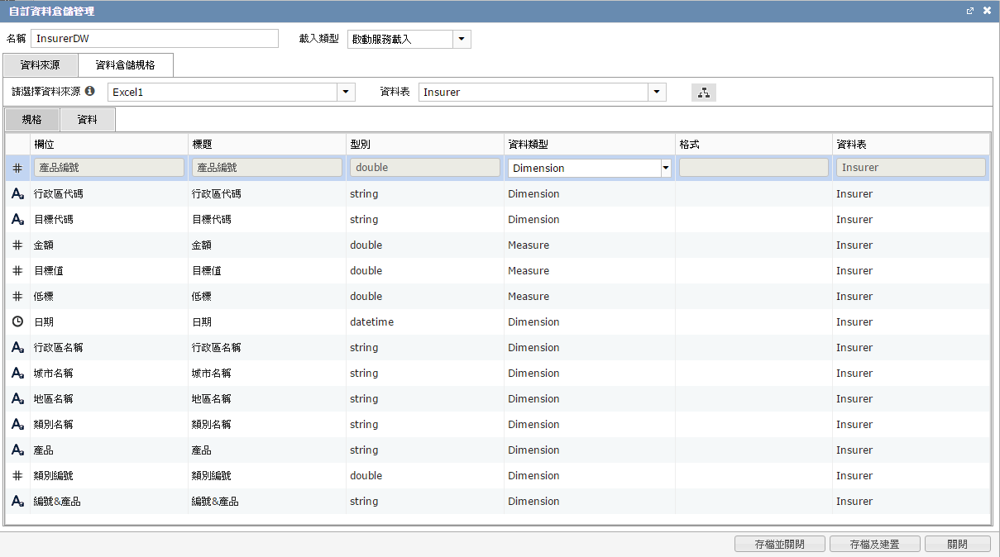 自訂資料倉儲管理
名稱 InsurerDW 載入類型 啟動服務載入
資料來源 資料倉儲規格
請選擇資料來源 Excel1 資料表 Insurer
規格 資料
欄位 標題 型別 資料類型 格式 資料表
產品編號 產品編號 double Dimension Insurer
行政區代碼 行政區代碼 string Dimension Insurer
目標代碼 目標代碼 string Dimension Insurer
金額 金額 double Measure Insurer
目標值 目標值 double Measure Insurer
低標 低標 double Measure Insurer
日期 日期 datetime Dimension Insurer
行政區名稱 行政區名稱 string Dimension Insurer
城市名稱 城市名稱 string Dimension Insurer
地區名稱 地區名稱 string Dimension Insurer
類別名稱 類別名稱 string Dimension Insurer
產品 產品 string Dimension Insurer
類別編號 類別編號 double Dimension Insurer
編號&產品 編號&產品 string Dimension Insurer
存檔並關閉 存檔及建置 關閉